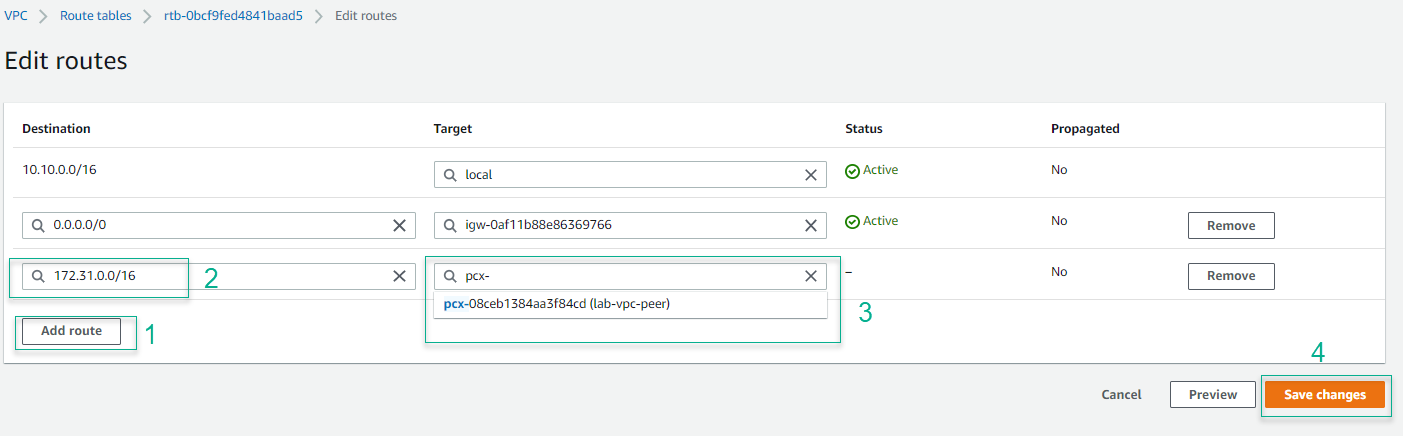 VPC > Route tables > rtb-0bcf9fed4841baad5 > Edit routes
Edit routes
Destination Target Status Propagated
10.10.0.0/16 local Active No
0.0.0.0/0 igw-0af11b88e86369766 Active No Remove
172.31.0.0/16 2 pcx- – No Remove
pcx-08ceb1384aa3f84cd (lab-vpc-peer) 3
Add route 1
4
Cancel Preview Save changes